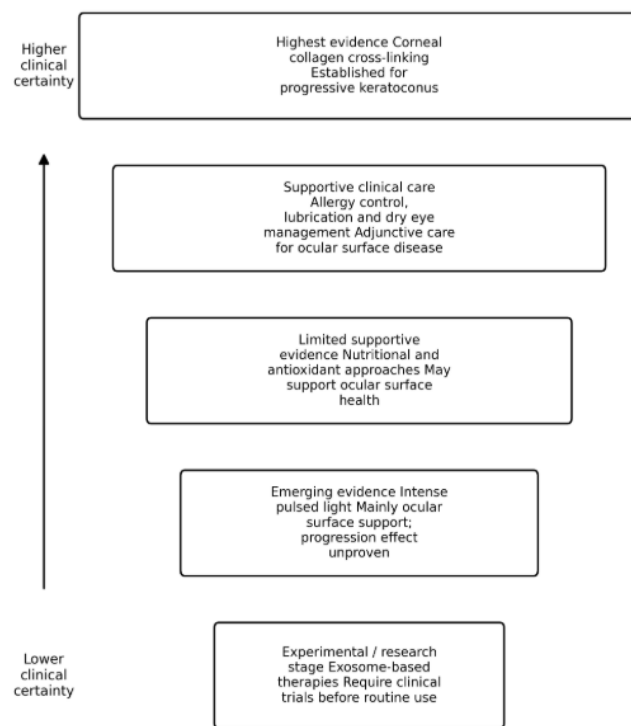 Higher
clinical
certainty
Highest evidence Corneal
collagen cross-linking
Established for
progressive keratoconus
Supportive clinical care
Allergy control,
lubrication and dry eye
management Adjunctive care
for ocular surface disease
Limited supportive
evidence Nutritional and
antioxidant approaches May
support ocular surface
health
Emerging evidence Intense
pulsed light Mainly ocular
surface support;
progression effect
unproven
Lower
clinical
certainty
Experimental / research
stage Exosome-based
therapies Require clinical
trials before routine use